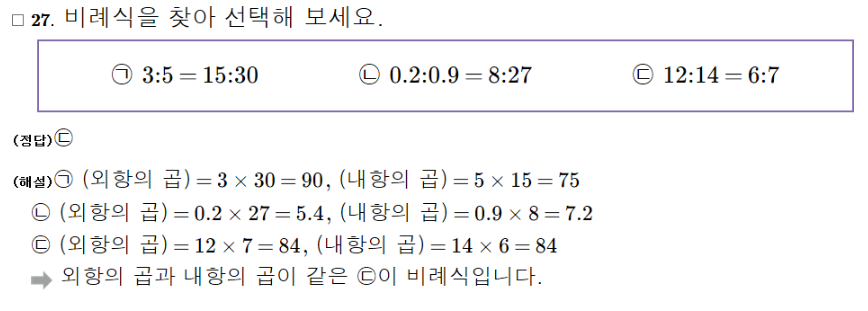 □ 27. 비례식을 찾아 선택해 보세요.
㉠ 3:5 = 15:30 ㉡ 0.2:0.9 = 8:27 ㉢ 12:14 = 6:7
(정답)㉢
(해설)㉠ (외항의 곱) = 3 × 30 = 90, (내항의 곱) = 5 × 15 = 75
㉡ (외항의 곱) = 0.2 × 27 = 5.4, (내항의 곱) = 0.9 × 8 = 7.2
㉢ (외항의 곱) = 12 × 7 = 84, (내항의 곱) = 14 × 6 = 84
➡ 외항의 곱과 내항의 곱이 같은 ㉢이 비례식입니다.